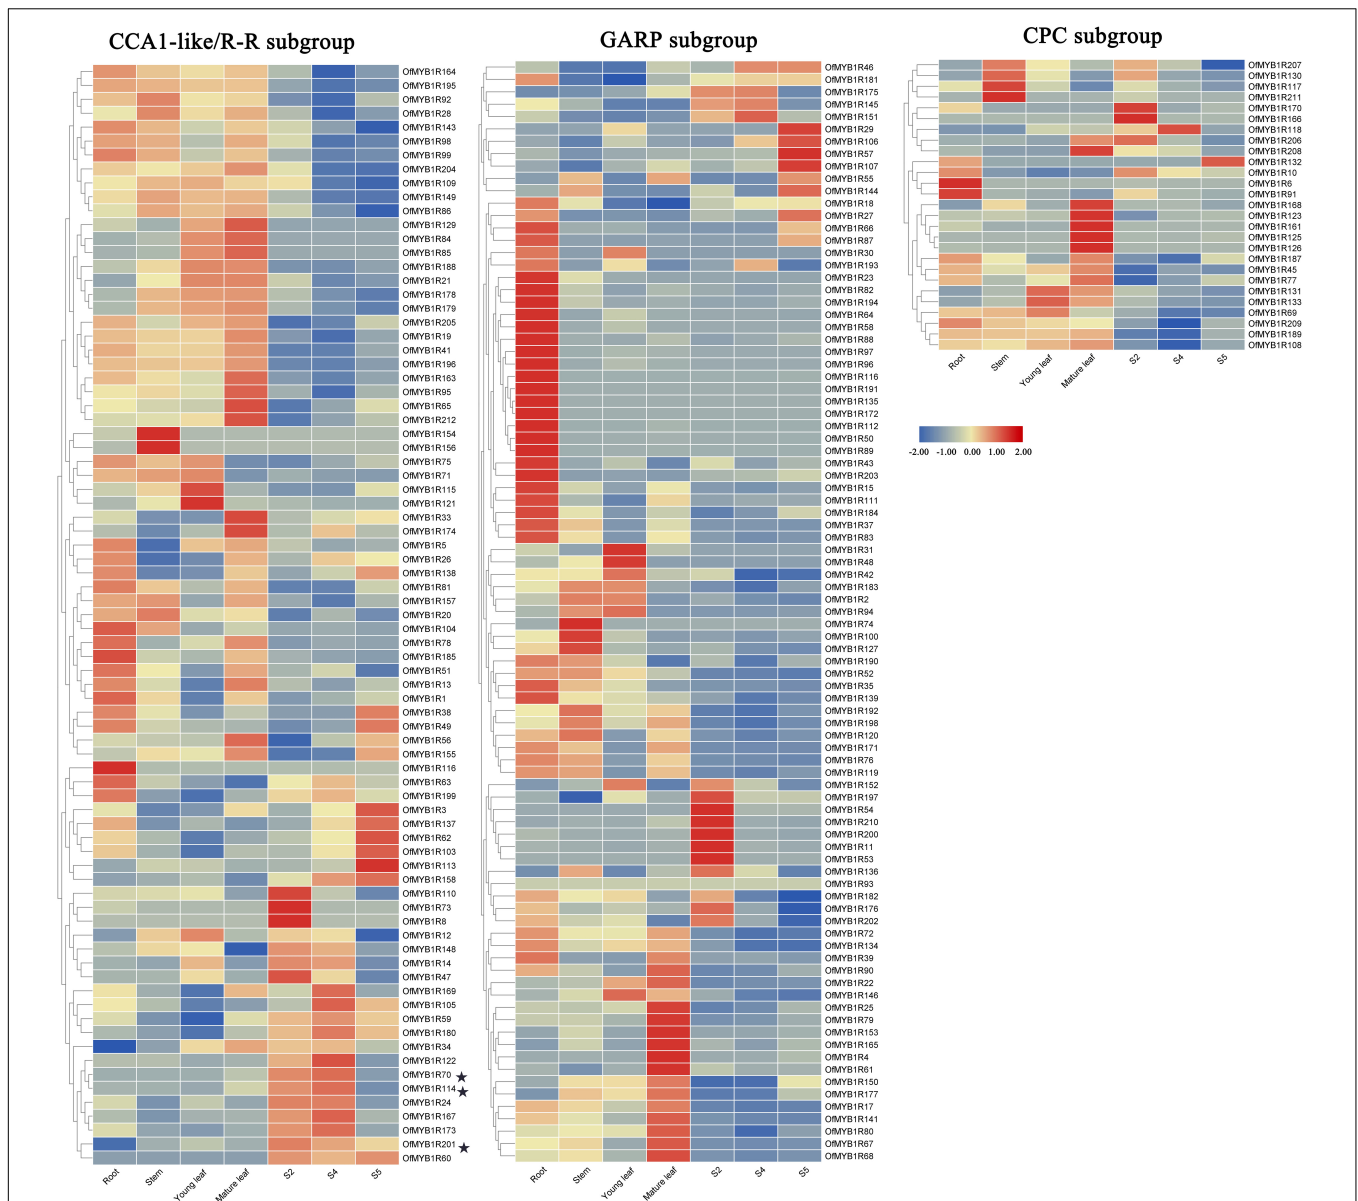 CCA1-like/R-R subgroup
OfMYB1R164
OfMYB1R195
OfMYB1R92
OfMYB1R28
OfMYB1R143
OfMYB1R98
OfMYB1R99
OfMYB1R204
OfMYB1R109
OfMYB1R149
OfMYB1R86
OfMYB1R129
OfMYB1R84
OfMYB1R85
OfMYB1R188
OfMYB1R21
OfMYB1R178
OfMYB1R179
OfMYB1R205
OfMYB1R19
OfMYB1R41
OfMYB1R196
OfMYB1R163
OfMYB1R95
OfMYB1R65
OfMYB1R212
OfMYB1R154
OfMYB1R156
OfMYB1R75
OfMYB1R71
OfMYB1R115
OfMYB1R121
OfMYB1R33
OfMYB1R174
OfMYB1R5
OfMYB1R26
OfMYB1R138
OfMYB1R81
OfMYB1R157
OfMYB1R20
OfMYB1R104
OfMYB1R78
OfMYB1R185
OfMYB1R51
OfMYB1R13
OfMYB1R1
OfMYB1R38
OfMYB1R49
OfMYB1R56
OfMYB1R155
OfMYB1R116
OfMYB1R63
OfMYB1R199
OfMYB1R3
OfMYB1R137
OfMYB1R62
OfMYB1R103
OfMYB1R113
OfMYB1R158
OfMYB1R110
OfMYB1R73
OfMYB1R8
OfMYB1R12
OfMYB1R148
OfMYB1R14
OfMYB1R47
OfMYB1R169
OfMYB1R105
OfMYB1R59
OfMYB1R180
OfMYB1R34
OfMYB1R122
OfMYB1R70 ★
OfMYB1R114 ★
OfMYB1R24
OfMYB1R167
OfMYB1R173
OfMYB1R201 ★
OfMYB1R60
Root Stem Young leaf Mature leaf S2 S4 S5
GARP subgroup
OfMYB1R46
OfMYB1R181
OfMYB1R175
OfMYB1R145
OfMYB1R151
OfMYB1R29
OfMYB1R106
OfMYB1R57
OfMYB1R107
OfMYB1R55
OfMYB1R144
OfMYB1R18
OfMYB1R27
OfMYB1R66
OfMYB1R87
OfMYB1R30
OfMYB1R193
OfMYB1R23
OfMYB1R82
OfMYB1R194
OfMYB1R64
OfMYB1R58
OfMYB1R88
OfMYB1R97
OfMYB1R96
OfMYB1R116
OfMYB1R191
OfMYB1R135
OfMYB1R172
OfMYB1R112
OfMYB1R50
OfMYB1R89
OfMYB1R43
OfMYB1R203
OfMYB1R15
OfMYB1R111
OfMYB1R184
OfMYB1R37
OfMYB1R83
OfMYB1R31
OfMYB1R48
OfMYB1R42
OfMYB1R183
OfMYB1R2
OfMYB1R94
OfMYB1R74
OfMYB1R100
OfMYB1R127
OfMYB1R190
OfMYB1R52
OfMYB1R35
OfMYB1R139
OfMYB1R192
OfMYB1R198
OfMYB1R120
OfMYB1R171
OfMYB1R76
OfMYB1R119
OfMYB1R152
OfMYB1R197
OfMYB1R54
OfMYB1R210
OfMYB1R200
OfMYB1R11
OfMYB1R53
OfMYB1R136
OfMYB1R93
OfMYB1R182
OfMYB1R176
OfMYB1R202
OfMYB1R72
OfMYB1R134
OfMYB1R39
OfMYB1R90
OfMYB1R22
OfMYB1R146
OfMYB1R25
OfMYB1R79
OfMYB1R153
OfMYB1R165
OfMYB1R4
OfMYB1R61
OfMYB1R150
OfMYB1R177
OfMYB1R17
OfMYB1R141
OfMYB1R80
OfMYB1R67
OfMYB1R68
Root Stem Young leaf Mature leaf S2 S4 S5
CPC subgroup
OfMYB1R207
OfMYB1R130
OfMYB1R117
OfMYB1R211
OfMYB1R170
OfMYB1R166
OfMYB1R118
OfMYB1R206
OfMYB1R208
OfMYB1R132
OfMYB1R10
OfMYB1R6
OfMYB1R91
OfMYB1R168
OfMYB1R123
OfMYB1R161
OfMYB1R125
OfMYB1R126
OfMYB1R187
OfMYB1R45
OfMYB1R77
OfMYB1R131
OfMYB1R133
OfMYB1R69
OfMYB1R209
OfMYB1R189
OfMYB1R108
Root Stem Young leaf Mature leaf S2 S4 S5
-2.00 -1.00 0.00 1.00 2.00